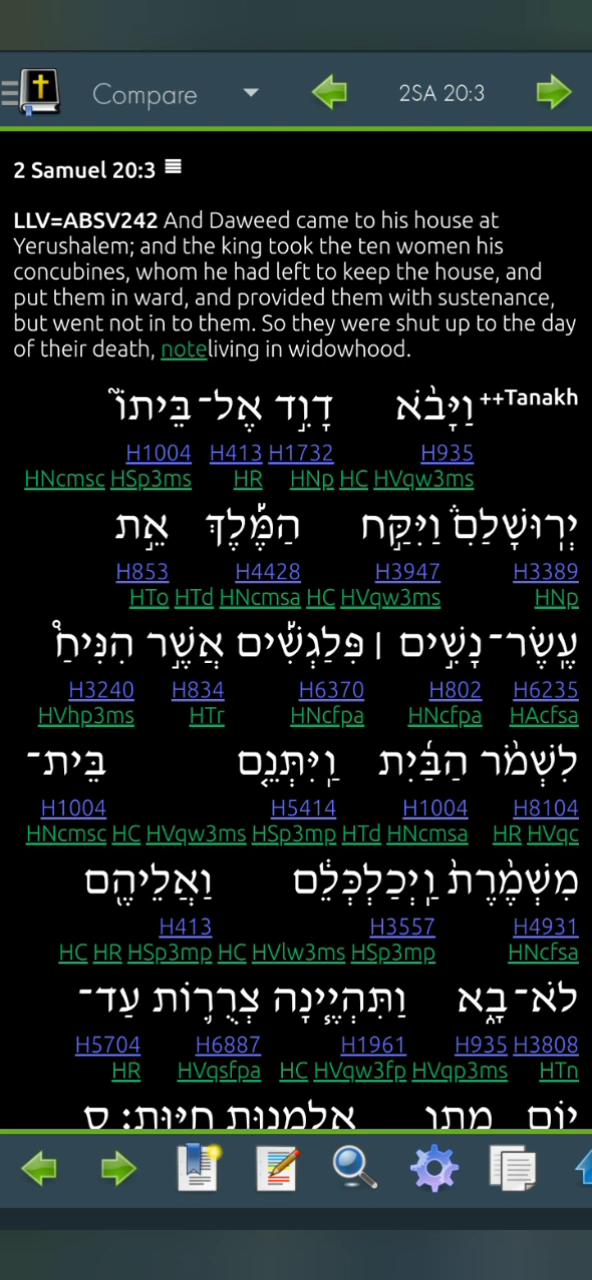 Compare
2SA 20:3
2 Samuel 20:3
LLV=ABSV242 And Daweed came to his house at
Yerushalem; and the king took the ten women his
concubines, whom he had left to keep the house, and
put them in ward, and provided them with sustenance,
but went not in to them. So they were shut up to the day
of their death, noteliving in widowhood.
++Tanakh וַיָּבֹ֨א דָוִ֣ד אֶל־בֵּיתוֹ֮
H1004 H413 H1732 H935
HNcmsc HSp3ms HR HNp HC HVqw3ms
יְרֽוּשָׁלִַם֒ וַיִּקַּ֣ח הַמֶּ֡לֶךְ אֵ֣ת
H853 H4428 H3947 H3389
HTo HTd HNcmsa HC HVqw3ms HNp
עֶֽשֶׂר־נָשִׁ֣ים ׀ פִּלַגְשִׁ֡ים אֲשֶׁ֣ר הִנִּיחַ֩
H3240 H834 H6370 H802 H6235
HVhp3ms HTr HNcfpa HNcfpa HAcfsa
לִשְׁמֹ֨ר הַבַּ֜יִת וַֽיִּתְּנֵ֤ם בֵּית־
H1004 H5414 H1004 H8104
HNcmsc HC HVqw3ms HSp3mp HTd HNcmsa HR HVqc
מִשְׁמֶ֙רֶת֙ וַֽיְכַלְכְּלֵ֔ם וַאֲלֵיהֶ֖ם
H413 H3557 H4931
HC HR HSp3mp HC HVlw3ms HSp3mp HNcfsa
לֹא־בָ֑א וַתִּהְיֶ֧ינָה צְרֻר֛וֹת עַד־
H5704 H6887 H1961 H935 H3808
HR HVqsfpa HC HVqw3fp HVqp3ms HTn
יוֹם מתן אלמנות חיות: ס